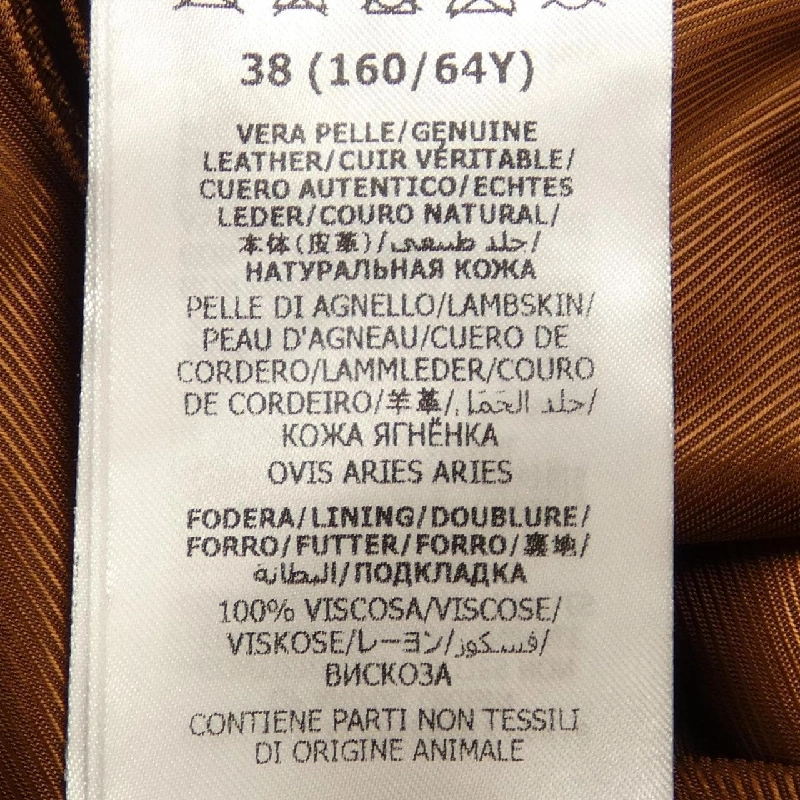 38 (160/64Y)
VERA PELLE/GENUINE
LEATHER/CUIR VÉRITABLE/
CUERO AUTENTICO/ECHTES
LEDER/COURO NATURAL/
本体(皮革)/جلد طبيعي/
НАТУРАЛЬНАЯ КОЖА
PELLE DI AGNELLO/LAMBSKIN/
PEAU D'AGNEAU/CUERO DE
CORDERO/LAMMLEDER/COURO
DE CORDEIRO/羊革/جلد الحمل/
КОЖА ЯГНЁНКА
OVIS ARIES ARIES
FODERA/LINING/DOUBLURE/
FORRO/FUTTER/FORRO/裏地/
البطانة/ПОДКЛАДКА
100% VISCOSA/VISCOSE/
VISKOSE/レーヨン/فسكوز/
ВИСКОЗА
CONTIENE PARTI NON TESSILI
DI ORIGINE ANIMALE